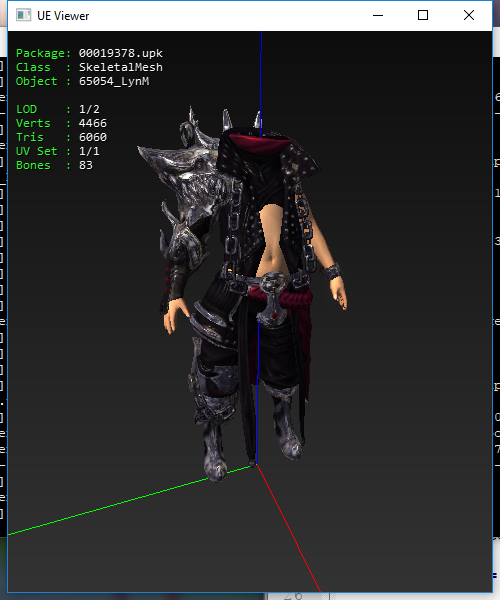 UE Viewer
Package: 00019378.upk
Class : SkeletalMesh
Object : 65054_LynM
LOD : 1/2
Verts : 4466
Tris : 6060
UV Set : 1/1
Bones : 83